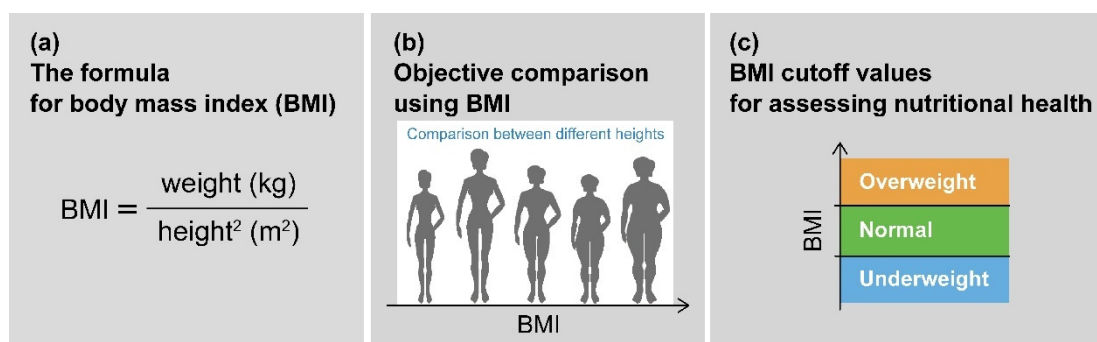 (a)
The formula
for body mass index (BMI)
BMI = weight (kg) / height² (m²)
(b)
Objective comparison
using BMI
Comparison between different heights
BMI
(c)
BMI cutoff values
for assessing nutritional health
BMI
Overweight
Normal
Underweight